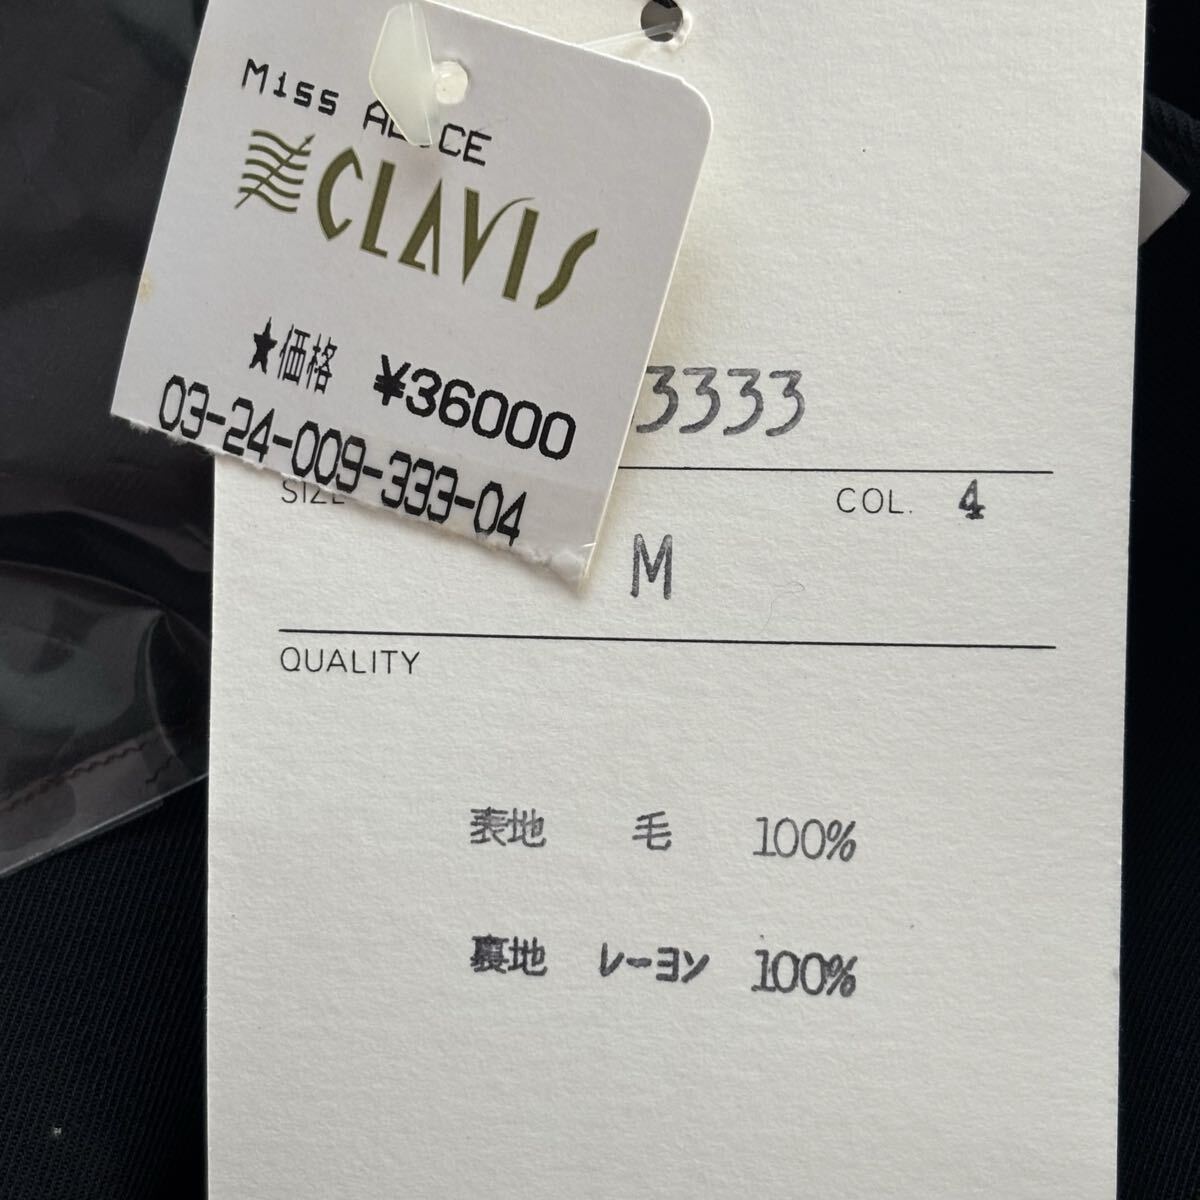 Miss
CLAVIS
★価格 ¥36000
03-24-009-333-04
3333
SIZE
COL. 4
M
QUALITY
表地 毛 100%
裏地 レーヨン 100%